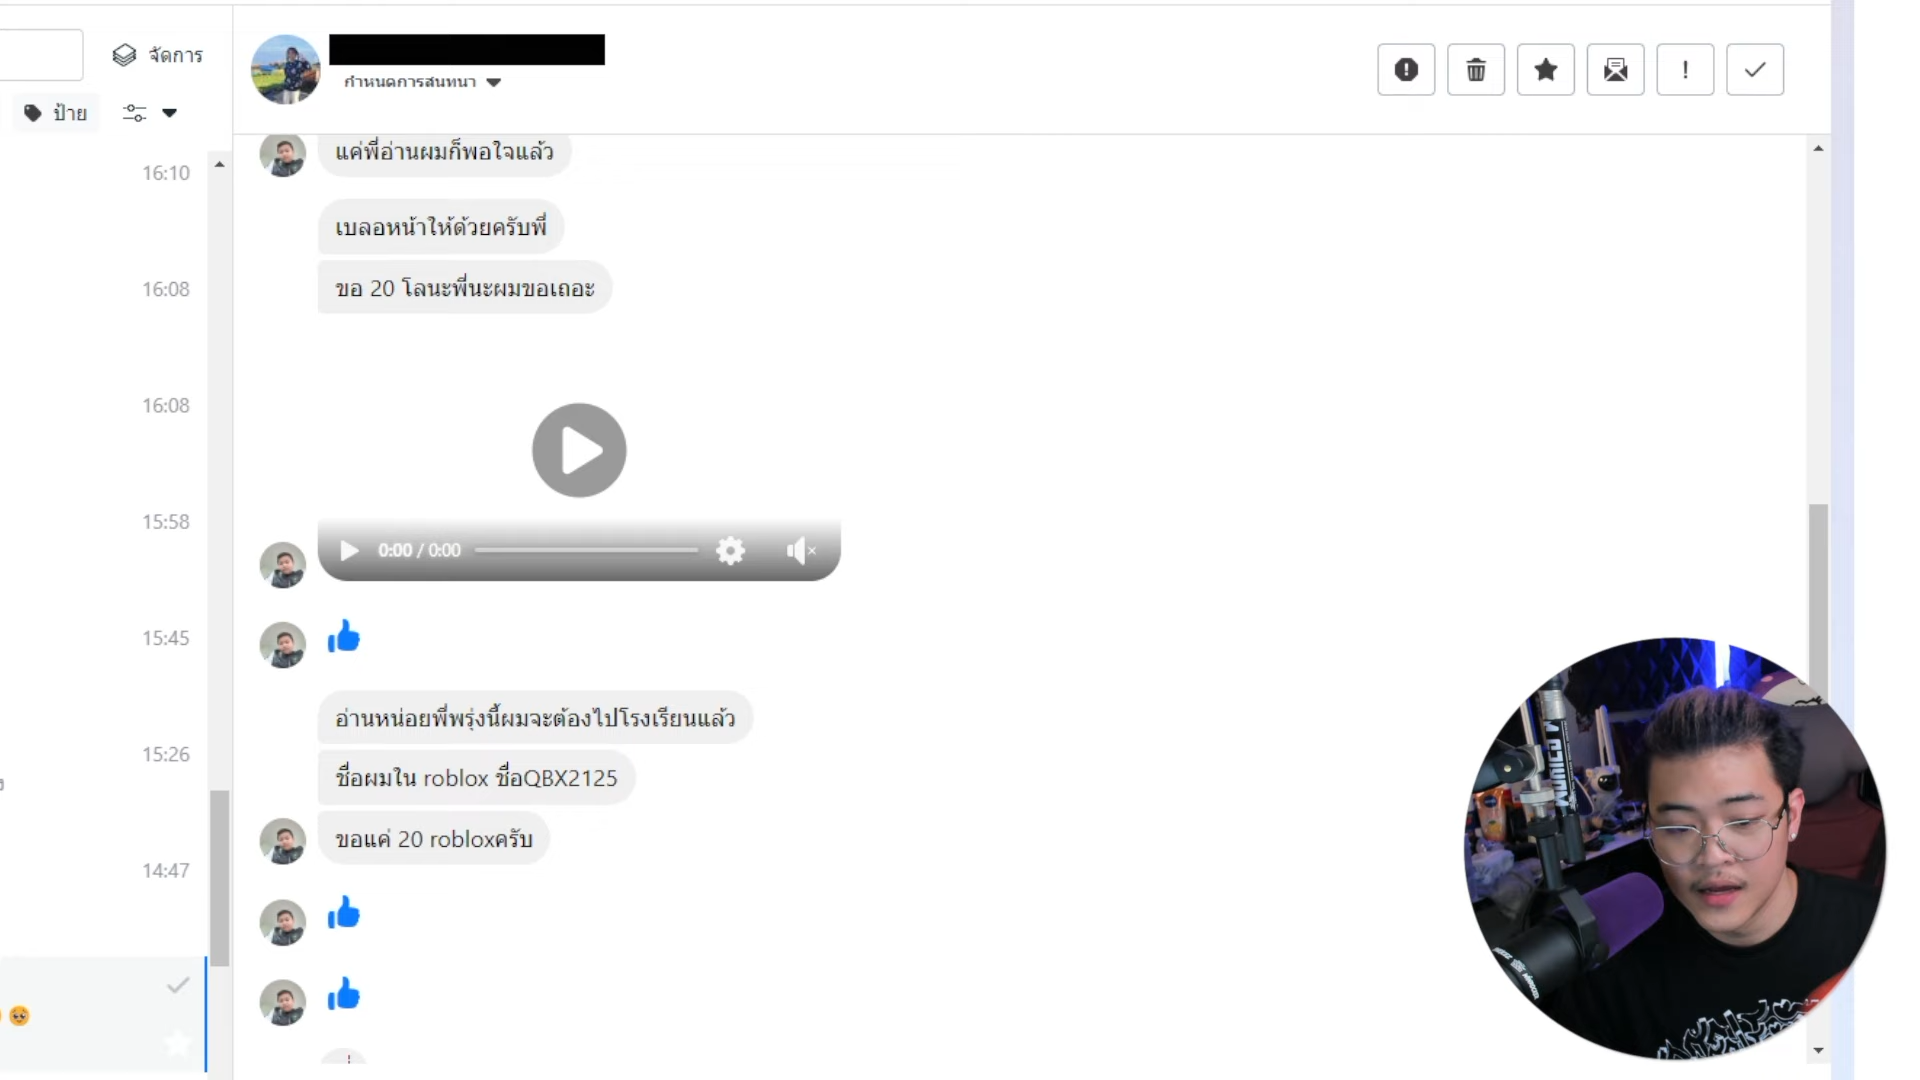 จัดการ
ป้าย
กำหนดการสนทนา
16:10
16:08
16:08
15:58
15:45
15:26
14:47
แค่พี่อ่านผมก็พอใจแล้ว
เบลอหน้าให้ด้วยครับพี่
ขอ 20 โลนะพี่นะผมขอเถอะ
0:00 / 0:00
อ่านหน่อยพี่พรุ่งนี้ผมจะต้องไปโรงเรียนแล้ว
ชื่อผมใน roblox ชื่อQBX2125
ขอแค่ 20 robloxครับ